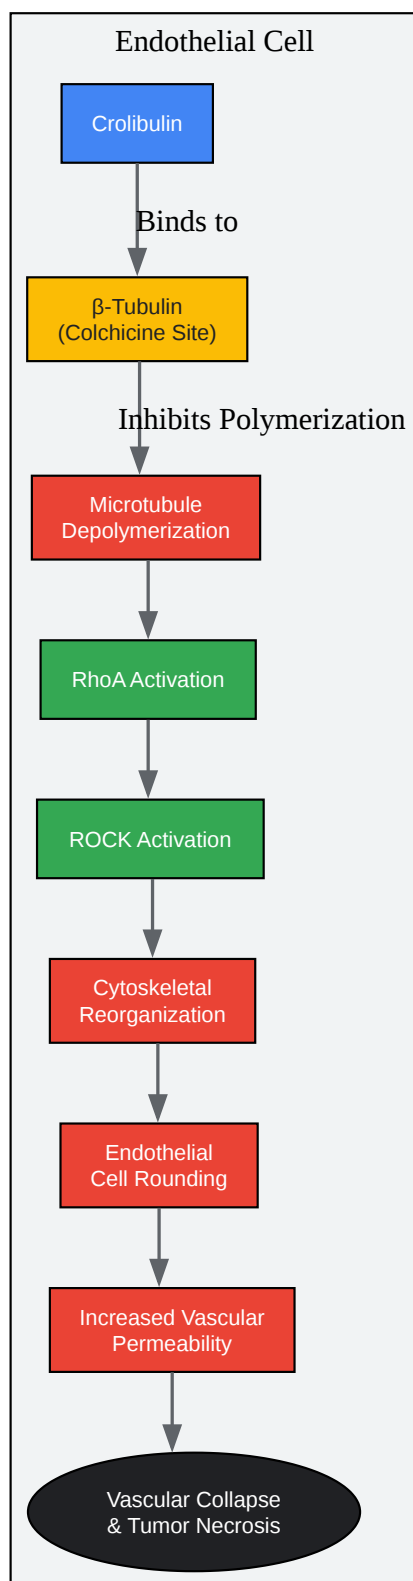 Endothelial Cell
Crolibulin
Binds to
β-Tubulin
(Colchicine Site)
Inhibits Polymerization
Microtubule
Depolymerization
RhoA Activation
ROCK Activation
Cytoskeletal
Reorganization
Endothelial
Cell Rounding
Increased Vascular
Permeability
Vascular Collapse
& Tumor Necrosis